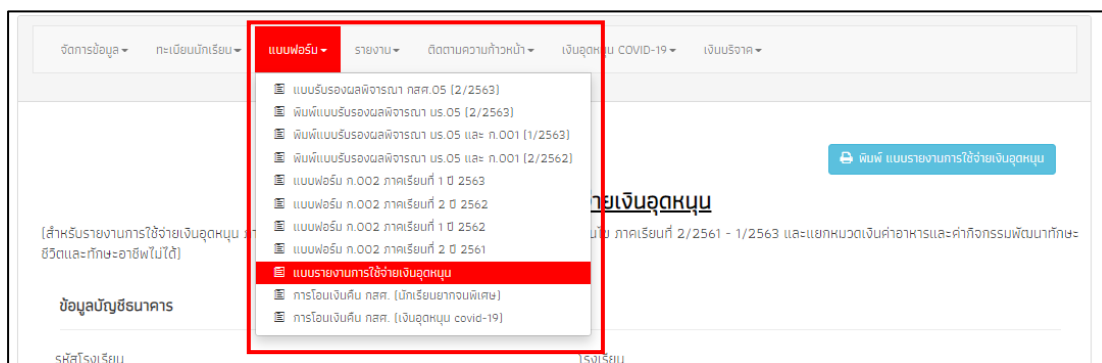 จัดการข้อมูล ทะเบียนนักเรียน แบบฟอร์ม รายงาน ติดตามความก้าวหน้า เงินอุดหนุน COVID-19 เงินบริจาค
แบบรับรองผลพิจารณา กสศ.05 (2/2563)
พิมพ์แบบรับรองผลพิจารณา นร.05 (2/2563)
พิมพ์แบบรับรองผลพิจารณา นร.05 และ ก.001 (1/2563)
พิมพ์แบบรับรองผลพิจารณา นร.05 และ ก.001 (2/2562)
แบบฟอร์ม ก.002 ภาคเรียนที่ 1 ปี 2563
แบบฟอร์ม ก.002 ภาคเรียนที่ 2 ปี 2562
แบบฟอร์ม ก.002 ภาคเรียนที่ 1 ปี 2562
แบบฟอร์ม ก.002 ภาคเรียนที่ 2 ปี 2561
แบบรายงานการใช้จ่ายเงินอุดหนุน
การโอนเงินคืน กสศ. (นักเรียนยากจนพิเศษ)
การโอนเงินคืน กสศ. (เงินอุดหนุน covid-19)
พิมพ์ แบบรายงานการใช้จ่ายเงินอุดหนุน
จ่ายเงินอุดหนุน
(สำหรับรายงานการใช้จ่ายเงินอุดหนุน ภาคเรียนที่ 2/2561 - 1/2563 และแยกหมวดเงินค่าอาหารและค่ากิจกรรมพัฒนาทักษะ
ชีวิตและทักษะอาชีพไม่ได้)
ข้อมูลบัญชีธนาคาร
รหัสโรงเรียน โรงเรียน